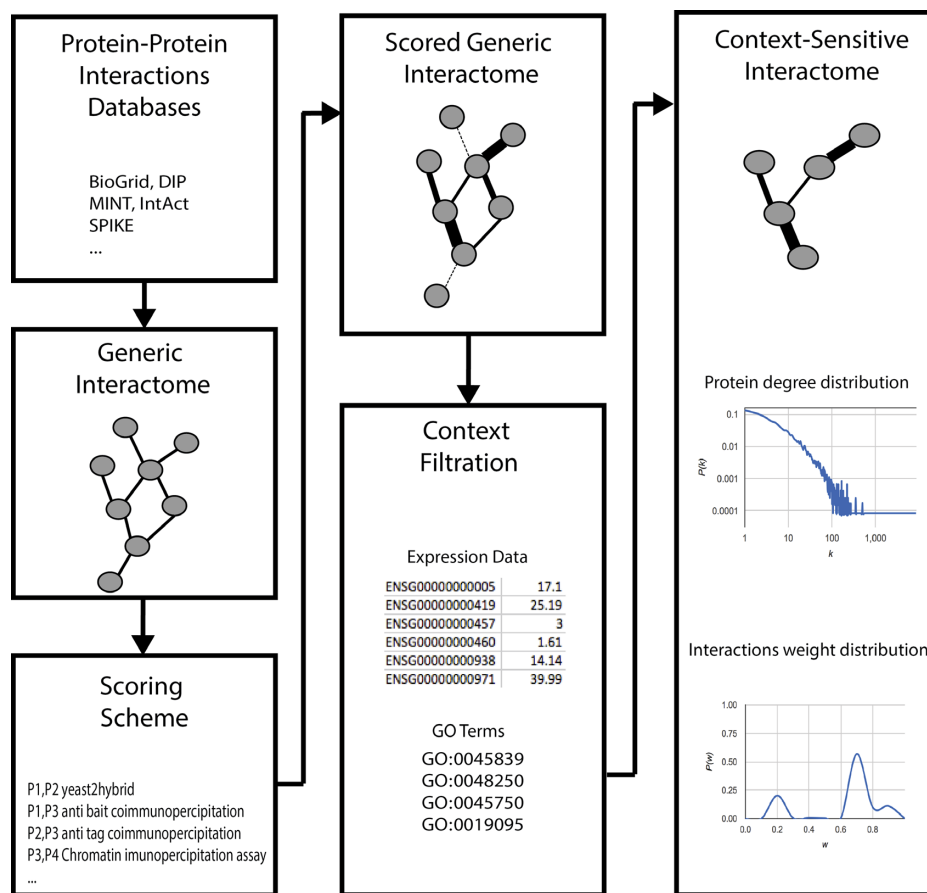 Protein-Protein
Interactions
Databases
BioGrid, DIP
MINT, IntAct
SPIKE
...
Generic
Interactome
Scoring
Scheme
P1,P2 yeast2hybrid
P1,P3 anti bait coimmunopercipitation
P2,P3 anti tag coimmunopercipitation
P3,P4 Chromatin imunopercipitation assay
...
Scored Generic
Interactome
Context
Filtration
Expression Data
ENSG00000000005 17.1
ENSG00000000419 25.19
ENSG00000000457 3
ENSG00000000460 1.61
ENSG00000000938 14.14
ENSG00000000971 39.99
GO Terms
GO:0045839
GO:0048250
GO:0045750
GO:0019095
Context-Sensitive
Interactome
Protein degree distribution
P(k)
0.1
0.01
0.001
0.0001
1 10 100 1,000
k
Interactions weight distribution
P(w)
1.00
0.75
0.50
0.25
0.00
0.0 0.2 0.4 0.6 0.8
w